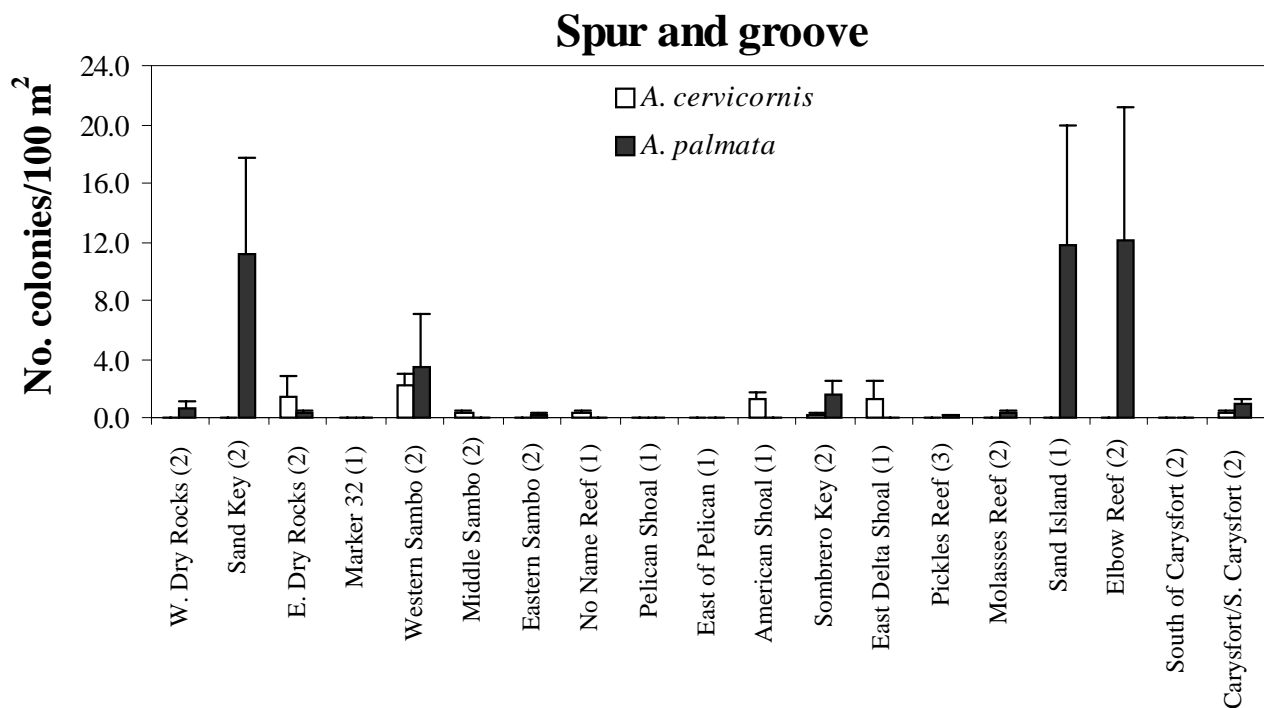 Spur and groove
No. colonies/100 m²
24.0
20.0
16.0
12.0
8.0
4.0
0.0
A. cervicornis
A. palmata
W. Dry Rocks (2)
Sand Key (2)
E. Dry Rocks (2)
Marker 32 (1)
Western Sambo (2)
Middle Sambo (2)
Eastern Sambo (2)
No Name Reef (1)
Pelican Shoal (1)
East of Pelican (1)
American Shoal (1)
Sombrero Key (2)
East Delta Shoal (1)
Pickles Reef (3)
Molasses Reef (2)
Sand Island (1)
Elbow Reef (2)
South of Carysfort (2)
Carysfort/S. Carysfort (2)